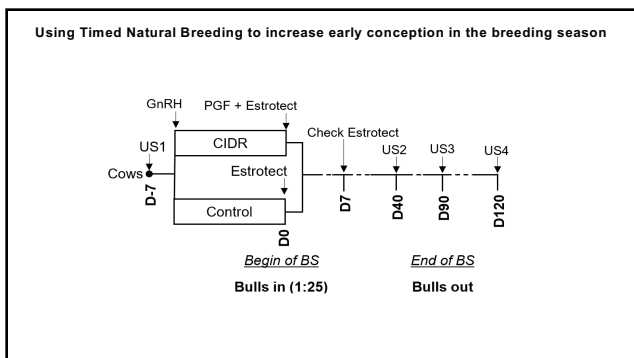 Using Timed Natural Breeding to increase early conception in the breeding season
GnRH
PGF + Estrotect
CIDR
Check Estrotect
US1
US2
US3
US4
Cows
Estrotect
D-7
Control
D0
D7
D40
D90
D120
Begin of BS
End of BS
Bulls in (1:25)
Bulls out